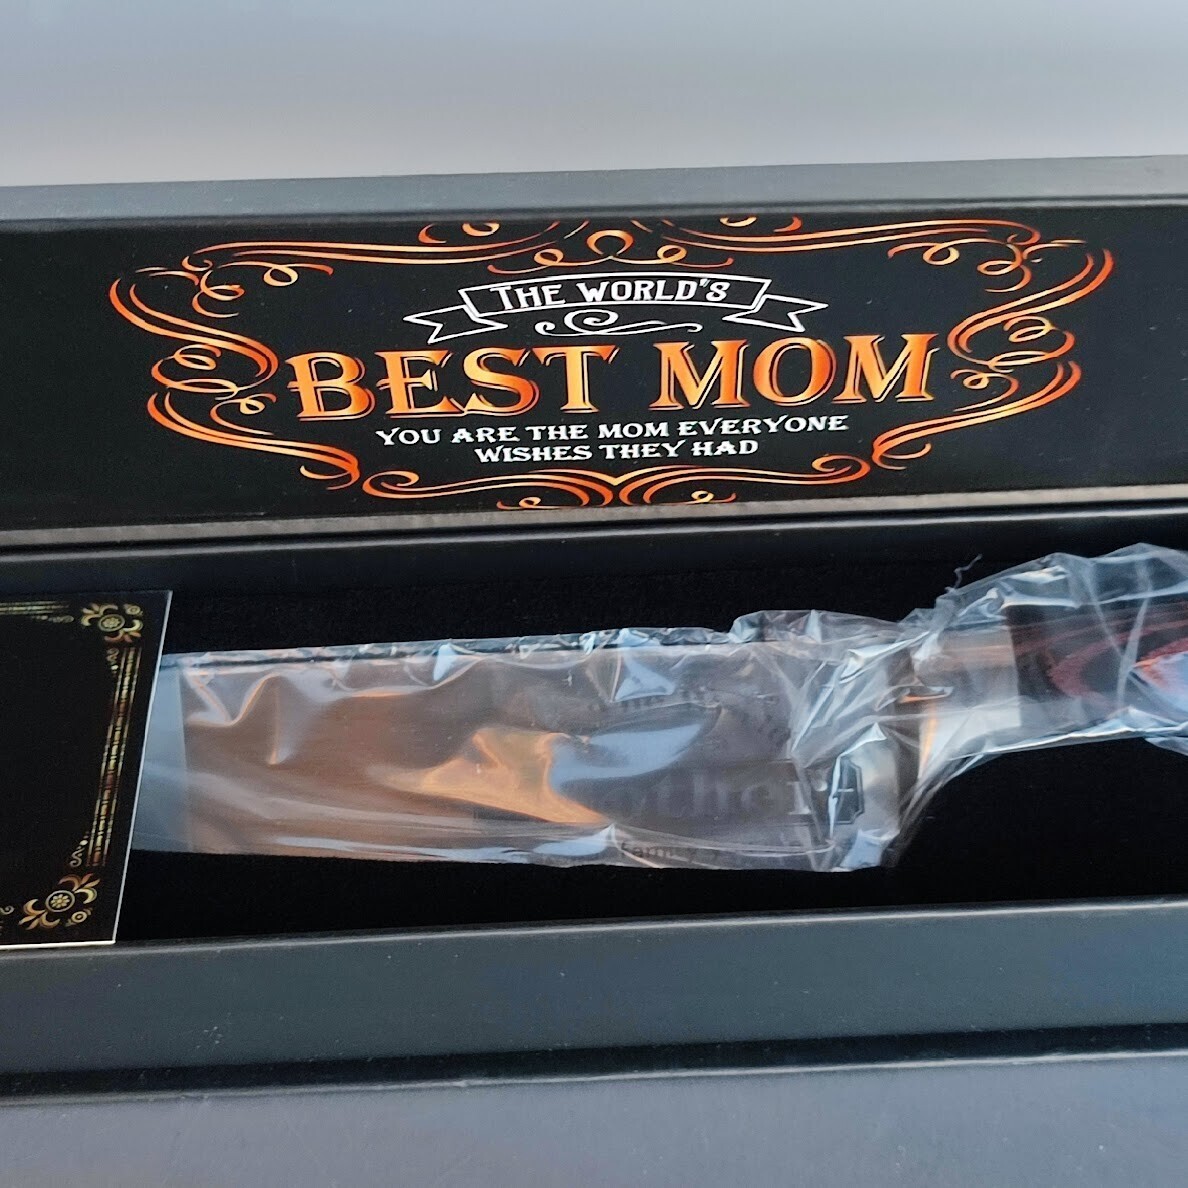 THE WORLD'S
BEST MOM
YOU ARE THE MOM EVERYONE
WISHES THEY HAD